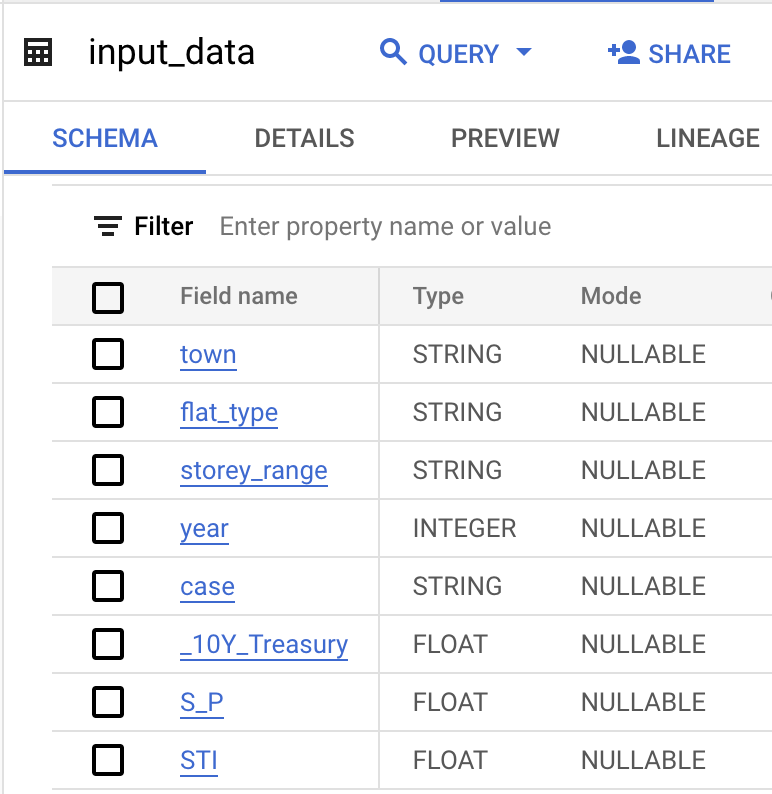 input_data QUERY SHARE
SCHEMA DETAILS PREVIEW LINEAGE
Filter Enter property name or value
Field name Type Mode
town STRING NULLABLE
flat_type STRING NULLABLE
storey_range STRING NULLABLE
year INTEGER NULLABLE
case STRING NULLABLE
_10Y_Treasury FLOAT NULLABLE
S_P FLOAT NULLABLE
STI FLOAT NULLABLE